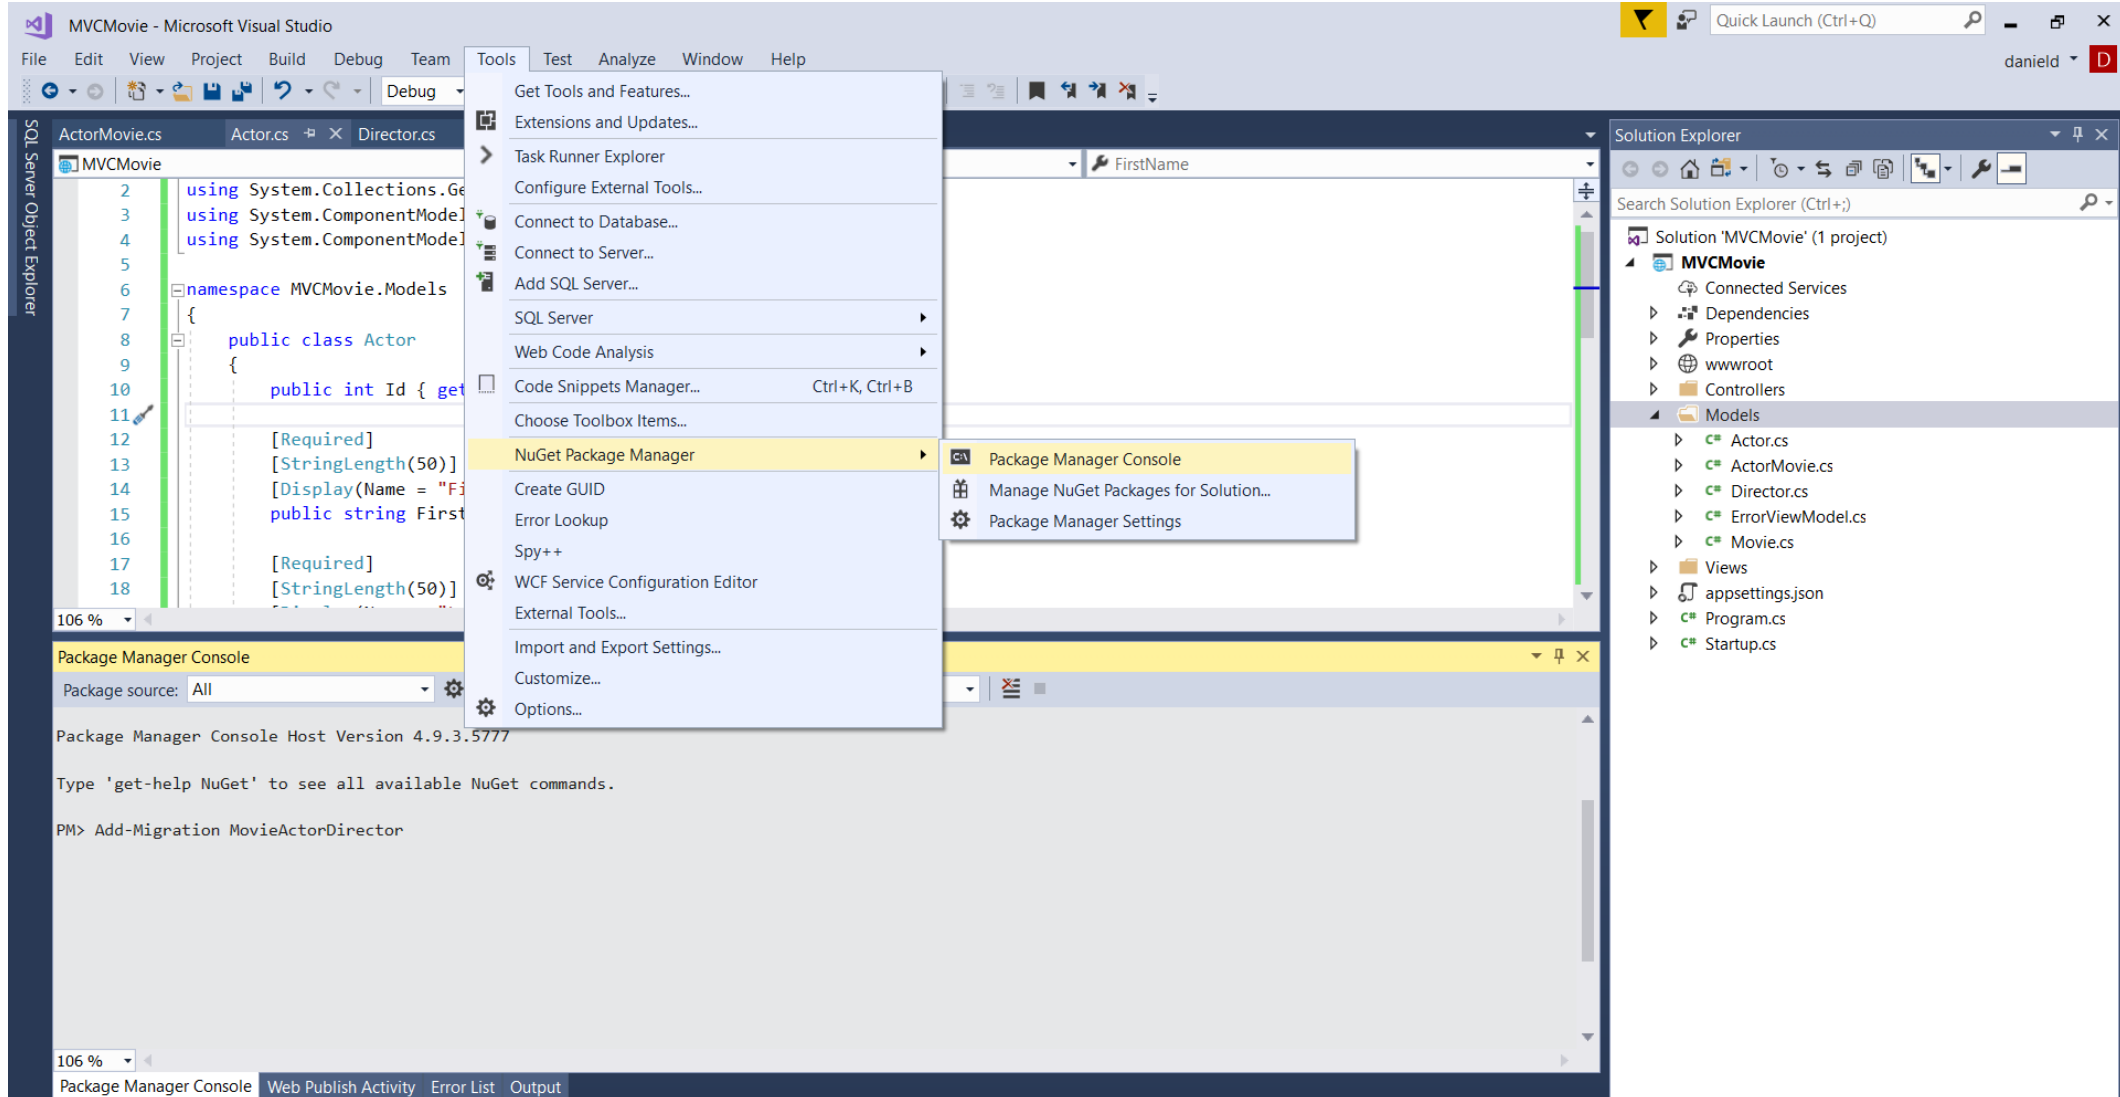 MVCMovie - Microsoft Visual Studio
Quick Launch (Ctrl+Q)
File Edit View Project Build Debug Team Tools Test Analyze Window Help
danield D
Debug
SQL Server Object Explorer
ActorMovie.cs Actor.cs Director.cs
MVCMovie
FirstName
2 using System.Collections.Ge
3 using System.ComponentModel
4 using System.ComponentModel
5
6 namespace MVCMovie.Models
7 {
8 public class Actor
9 {
10 public int Id { get
11
12 [Required]
13 [StringLength(50)]
14 [Display(Name = "Fi
15 public string First
16
17 [Required]
18 [StringLength(50)]
106 %
Get Tools and Features...
Extensions and Updates...
Task Runner Explorer
Configure External Tools...
Connect to Database...
Connect to Server...
Add SQL Server...
SQL Server
Web Code Analysis
Code Snippets Manager... Ctrl+K, Ctrl+B
Choose Toolbox Items...
NuGet Package Manager
Create GUID
Error Lookup
Spy++
WCF Service Configuration Editor
External Tools...
Import and Export Settings...
Customize...
Options...
Package Manager Console
Manage NuGet Packages for Solution...
Package Manager Settings
Package Manager Console
Package source: All
Package Manager Console Host Version 4.9.3.5777
Type 'get-help NuGet' to see all available NuGet commands.
PM> Add-Migration MovieActorDirector
106 %
Package Manager Console Web Publish Activity Error List Output
Solution Explorer
Search Solution Explorer (Ctrl+;)
Solution 'MVCMovie' (1 project)
MVCMovie
Connected Services
Dependencies
Properties
wwwroot
Controllers
Models
C# Actor.cs
C# ActorMovie.cs
C# Director.cs
C# ErrorViewModel.cs
C# Movie.cs
Views
appsettings.json
C# Program.cs
C# Startup.cs